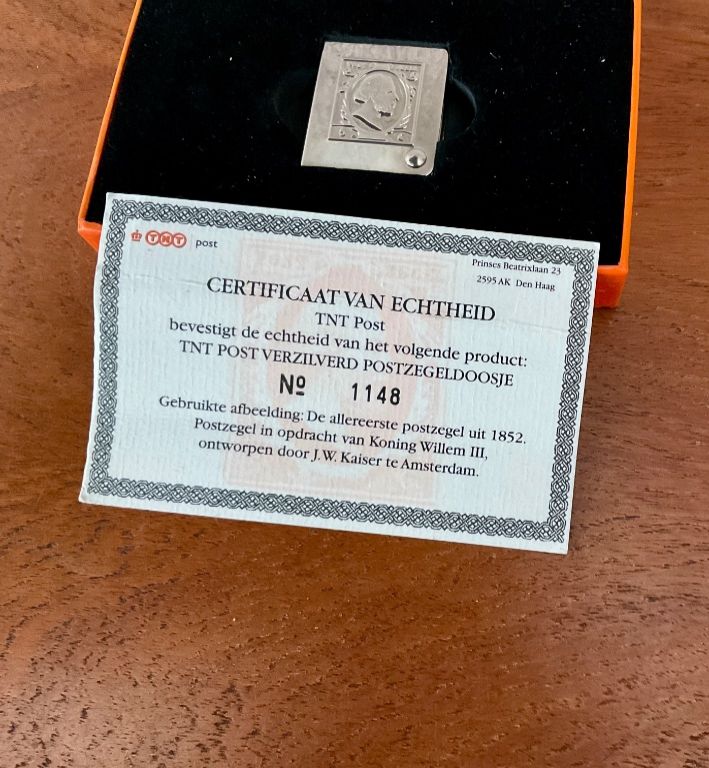 TNT post
Prinses Beatrixlaan 23
2595 AK Den Haag
CERTIFICAAT VAN ECHTHEID
TNT Post
bevestigt de echtheid van het volgende product:
TNT POST VERZILVERD POSTZEGELDOOSJE
Nº 1148
Gebruikte afbeelding: De allereerste postzegel uit 1852.
Postzegel in opdracht van Koning Willem III,
ontworpen door J.W. Kaiser te Amsterdam.